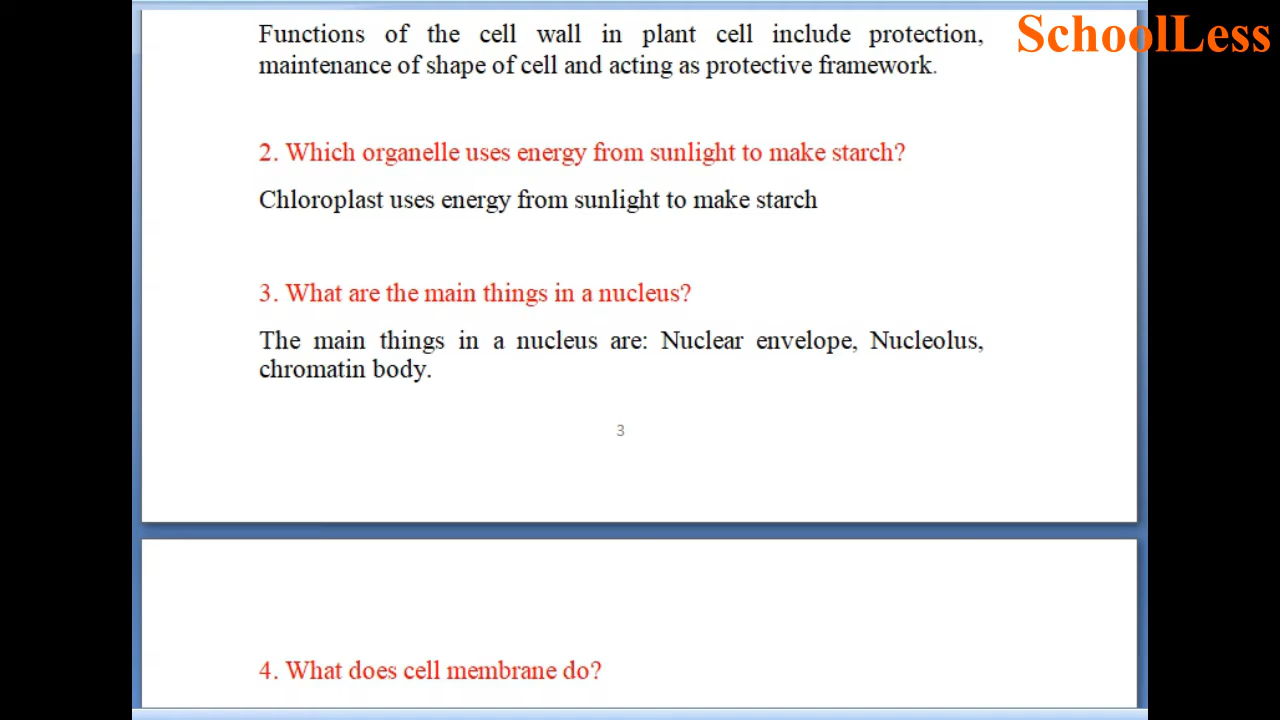 SchoolLess
Functions of the cell wall in plant cell include protection,
maintenance of shape of cell and acting as protective framework.
2. Which organelle uses energy from sunlight to make starch?
Chloroplast uses energy from sunlight to make starch
3. What are the main things in a nucleus?
The main things in a nucleus are: Nuclear envelope, Nucleolus,
chromatin body.
3
4. What does cell membrane do?